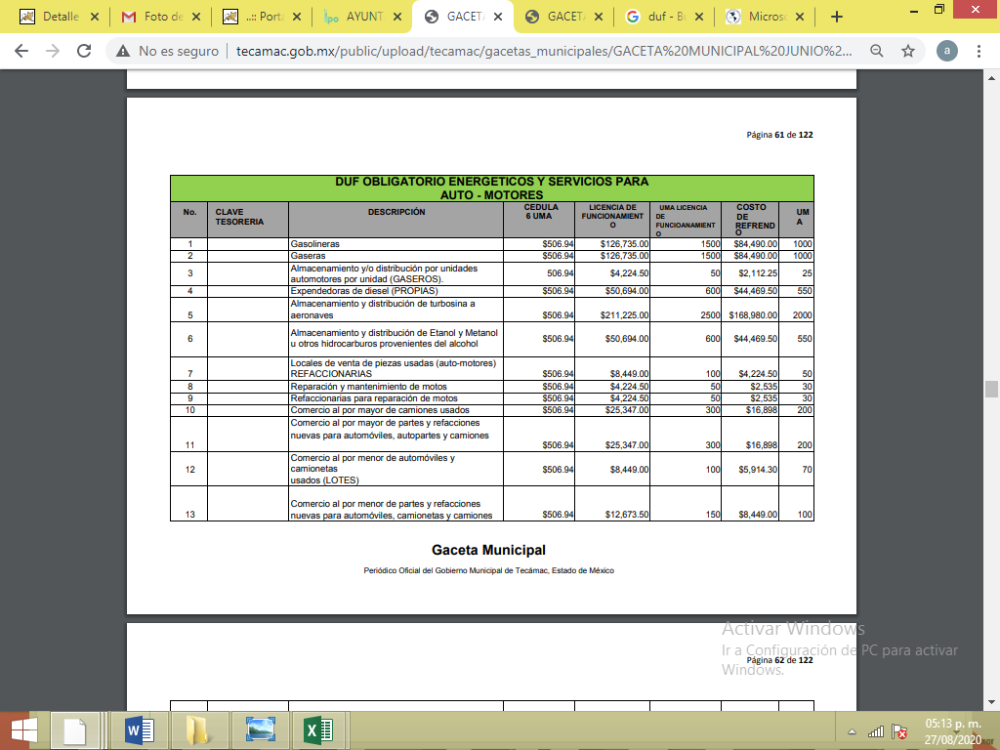 Detalle
Foto de
..:: Port
ipo AYUNT
GACETA
GACET
G duf - B
Micros
No es seguro | tecamac.gob.mx/public/upload/tecamac/gacetas_municipales/GACETA%20MUNICIPAL%20JUNIO%2...
a
Página 61 de 122
DUF OBLIGATORIO ENERGETICOS Y SERVICIOS PARA
AUTO - MOTORES
No. CLAVE TESORERIA DESCRIPCIÓN CEDULA 6 UMA LICENCIA DE FUNCIONAMIENTO UMA LICENCIA DE FUNCIOANAMIENTO COSTO DE REFRENDO UMA
1 Gasolineras $506.94 $126,735.00 1500 $84,490.00 1000
2 Gaseras $506.94 $126,735.00 1500 $84,490.00 1000
3 Almacenamiento y/o distribución por unidades
automotores por unidad (GASEROS). 506.94 $4,224.50 50 $2,112.25 25
4 Expendedoras de diesel (PROPIAS) $506.94 $50,694.00 600 $44,469.50 550
Almacenamiento y distribución de turbosina a
5 aeronaves $506.94 $211,225.00 2500 $168,980.00 2000
6 Almacenamiento y distribución de Etanol y Metanol
u otros hidrocarburos provenientes del alcohol $506.94 $50,694.00 600 $44,469.50 550
Locales de venta de piezas usadas (auto-motores)
7 REFACCIONARIAS $506.94 $8,449.00 100 $4,224.50 50
8 Reparación y mantenimiento de motos $506.94 $4,224.50 50 $2,535 30
9 Refaccionarias para reparación de motos $506.94 $4,224.50 50 $2,535 30
10 Comercio al por mayor de camiones usados $506.94 $25,347.00 300 $16,898 200
Comercio al por mayor de partes y refacciones
nuevas para automóviles, autopartes y camiones
11 $506.94 $25,347.00 300 $16,898 200
Comercio al por menor de automóviles y
12 camionetas $506.94 $8,449.00 100 $5,914.30 70
usados (LOTES)
Comercio al por menor de partes y refacciones
13 nuevas para automóviles, camionetas y camiones $506.94 $12,673.50 150 $8,449.00 100
Gaceta Municipal
Periódico Oficial del Gobierno Municipal de Tecámac, Estado de México
Activar Windows
Ir a Configuración de PC para activar
Windows.
Página 62 de 122
05:13 p. m.
27/08/2020